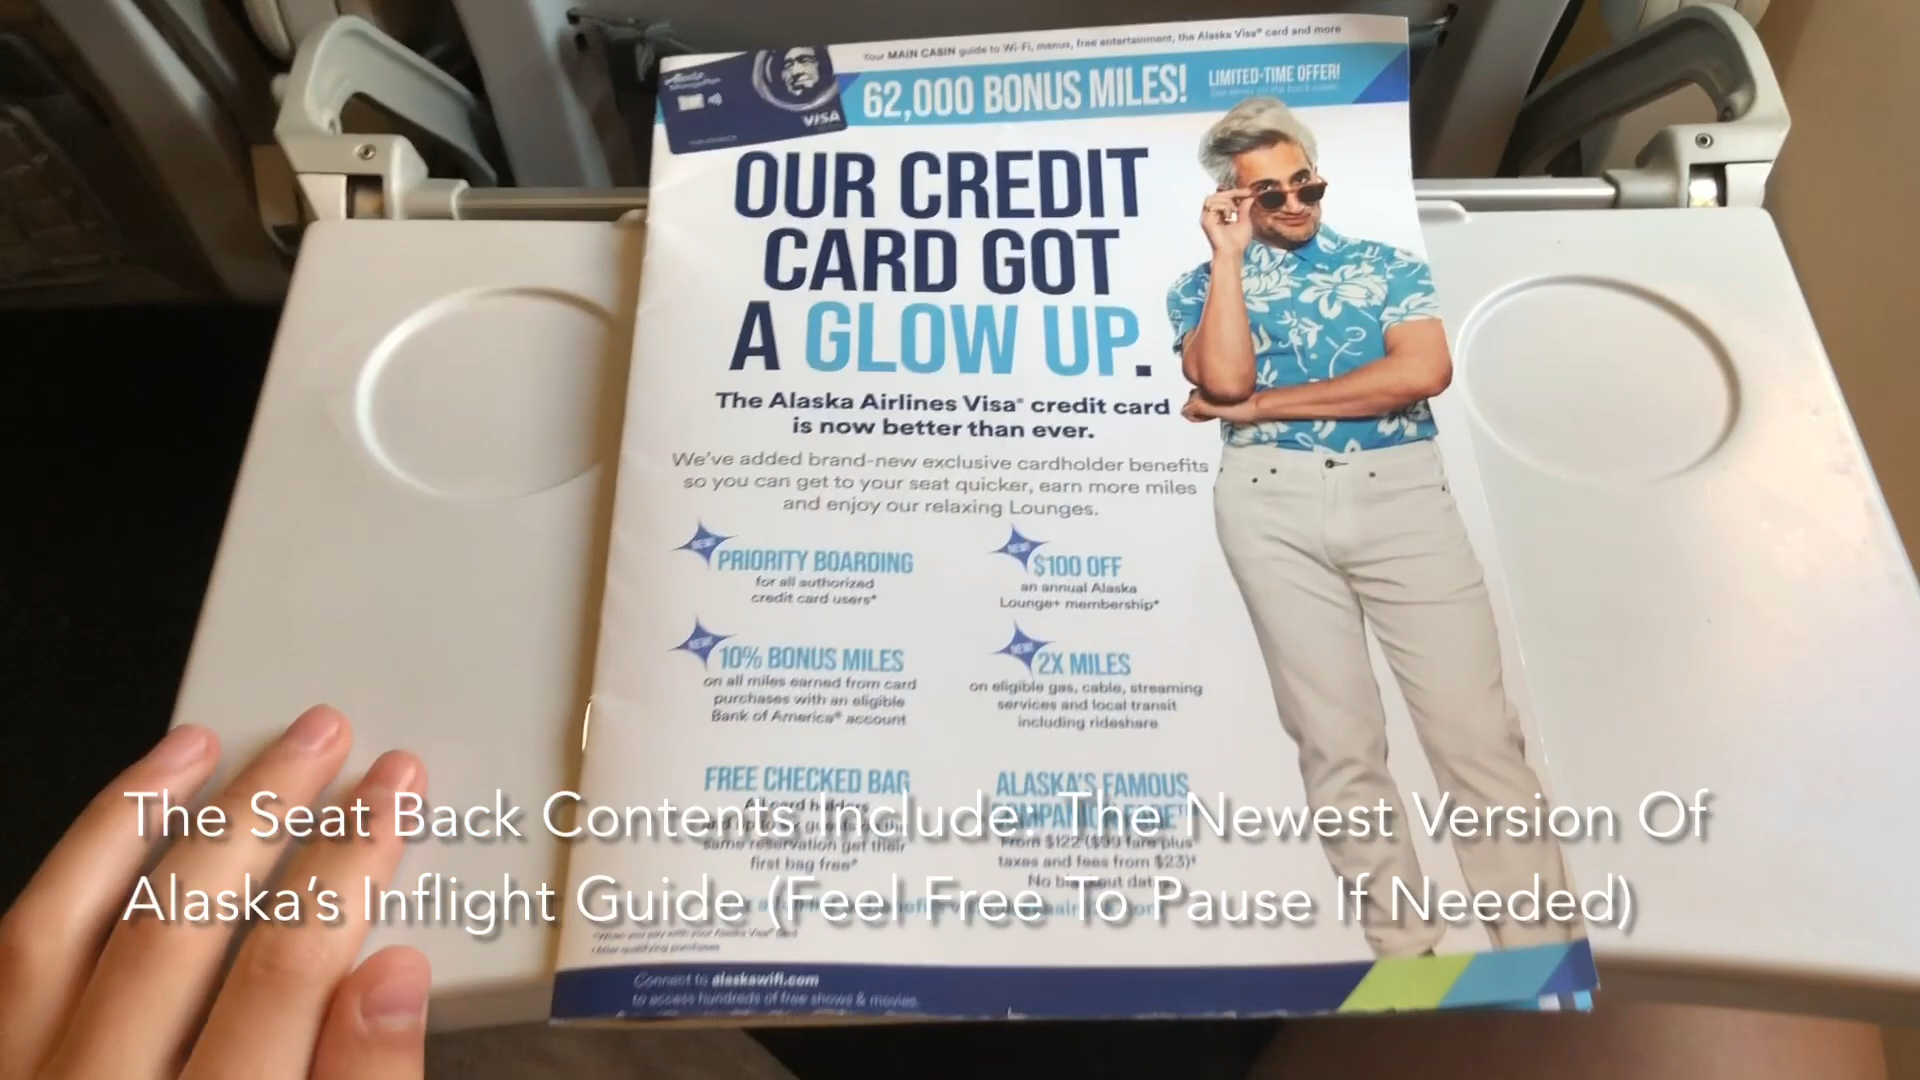 Your MAIN CABIN guide to Wi-Fi, menus, free entertainment, the Alaska Visa® card and more
62,000 BONUS MILES!
LIMITED-TIME OFFER!
VISA
OUR CREDIT
CARD GOT
A GLOW UP.
The Alaska Airlines Visa® credit card
is now better than ever.
We've added brand-new exclusive cardholder benefits
so you can get to your seat quicker, earn more miles
and enjoy our relaxing Lounges.
NEW!
PRIORITY BOARDING
for all authorized
credit card users*
NEW!
$100 OFF
an annual Alaska
Lounge+ membership*
NEW!
10% BONUS MILES
on all miles earned from card
purchases with an eligible
Bank of America® account
NEW!
2X MILES
on eligible gas, cable, streaming
services and local transit
including rideshare
FREE CHECKED BAG
same reservation get their
first bag free*
ALASKA'S FAMOUS
From $122 ($99 fare plus
taxes and fees from $23)†
The Seat Back Contents Include: The Newest Version Of
Alaska's Inflight Guide (Feel Free To Pause If Needed)
Connect to alaskawifi.com
to access hundreds of free shows & movies.